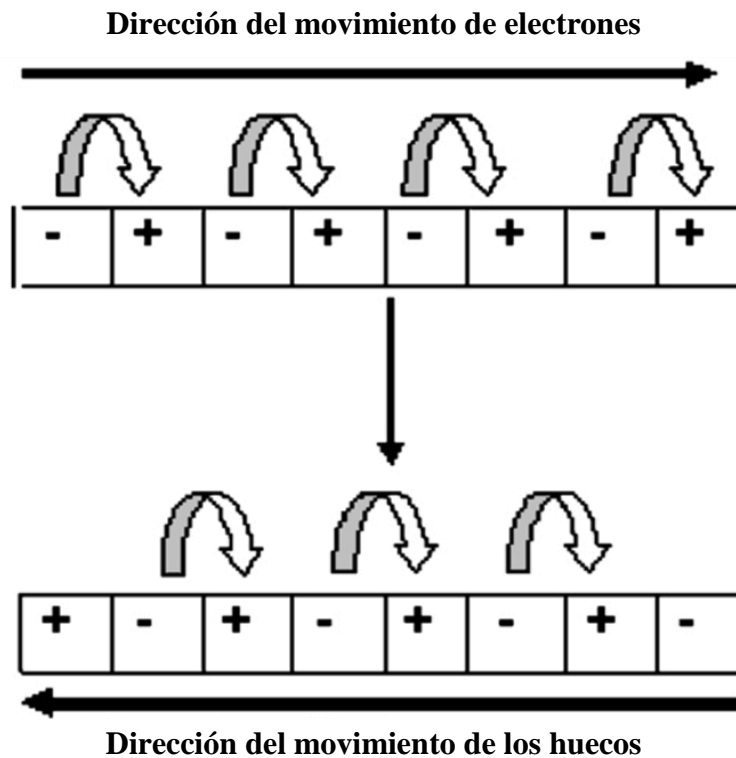 Dirección del movimiento de electrones
- + - + - + - +
+ - + - + - + -
Dirección del movimiento de los huecos